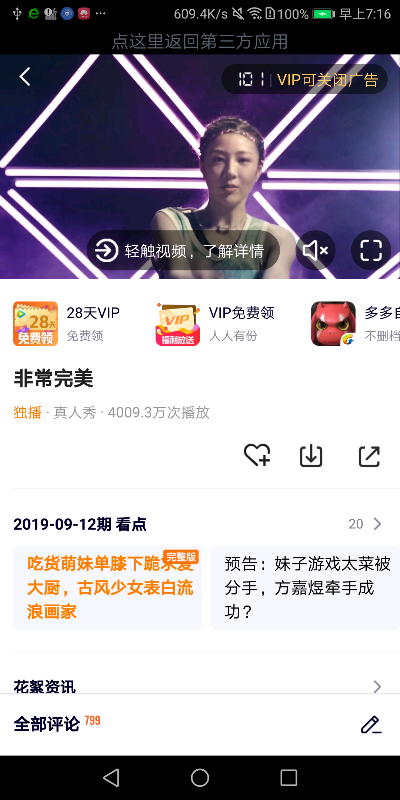 609.4K/s 100% 早上7:16
点这里返回第三方应用
101 VIP可关闭广告
轻触视频，了解详情
28天VIP
免费领
VIP免费领
人人有份
多多自
不删档
28天
免费领
VIP
福利放送
非常完美
独播 · 真人秀 · 4009.3万次播放
2019-09-12期 看点
20
完整版
吃货萌妹单膝下跪求爱
大厨，古风少女表白流
浪画家
预告：妹子游戏太菜被
分手，方嘉煜牵手成
功？
花絮资讯
全部评论 799